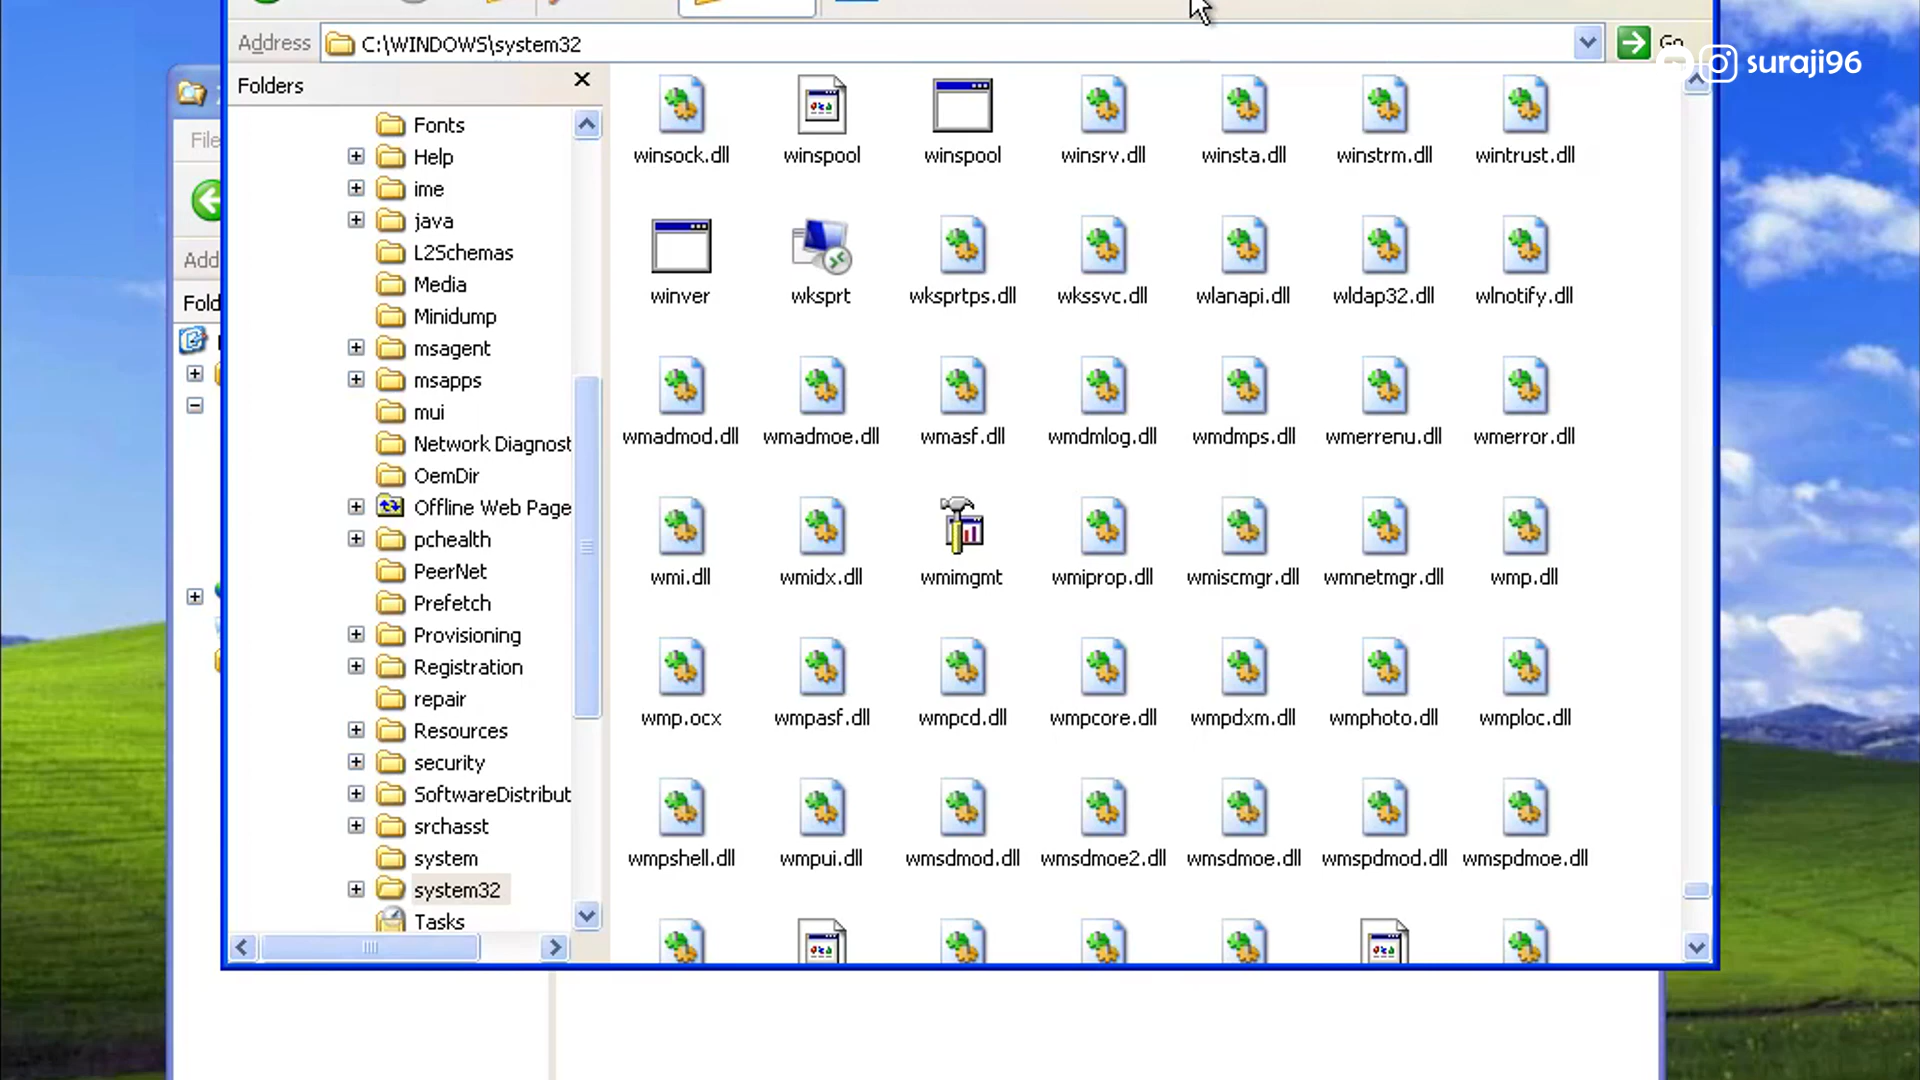 Address C:\WINDOWS\system32 Go
suraji96
Folders
Fonts
Help
ime
java
L2Schemas
Media
Minidump
msagent
msapps
mui
Network Diagnost
OemDir
Offline Web Page
pchealth
PeerNet
Prefetch
Provisioning
Registration
repair
Resources
security
SoftwareDistribut
srchasst
system
system32
Tasks
winsock.dll winspool winspool winsrv.dll winsta.dll winstrm.dll wintrust.dll
winver wksprt wksprtps.dll wkssvc.dll wlanapi.dll wldap32.dll wlnotify.dll
wmadmod.dll wmadmoe.dll wmasf.dll wmdmlog.dll wmdmps.dll wmerrenu.dll wmerror.dll
wmi.dll wmidx.dll wmimgmt wmiprop.dll wmiscmgr.dll wmnetmgr.dll wmp.dll
wmp.ocx wmpasf.dll wmpcd.dll wmpcore.dll wmpdxm.dll wmphoto.dll wmploc.dll
wmpshell.dll wmpui.dll wmsdmod.dll wmsdmoe2.dll wmsdmoe.dll wmspdmod.dll wmspdmoe.dll
File
Add
Fold